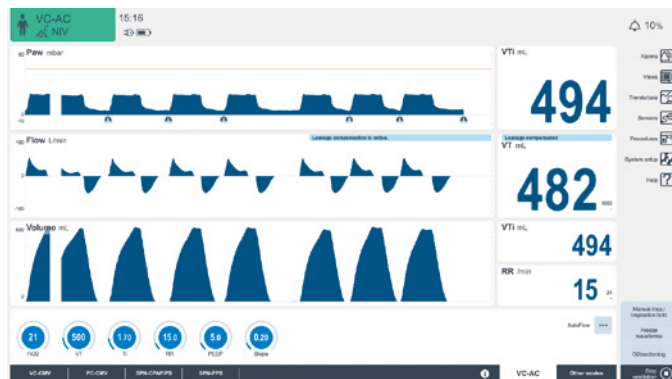 VC-AC
NIV
15:16
10%
Paw mbar
60
-10
VTi mL
494
Alarms
Views
Trends/data
Sensors
Procedures
System setup
Help
Flow L/min
Leakage compensation is active.
Leakage compensated
VT mL
482
Volume mL
VTi mL
494
RR /min
15
21
500
1.70
15.0
5.0
0.20
FiO2
VT
Ti
RR
PEEP
Slope
AutoFlow
Manual insp./
inspiration hold
Freeze
waveforms
O2/suctioning
VC-CMV
PC-CMV
SPN-CPAP/PS
SPN-PPS
VC-AC
Other modes
Stop
ventilation